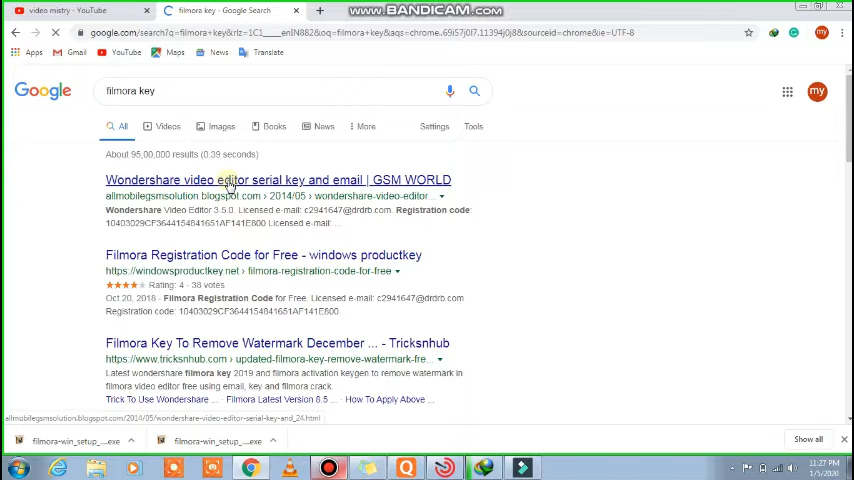 video mistry - YouTube
filmora key - Google Search
www.BANDICAM.com
google.com/search?q=filmora+key&rlz=1C1____enIN882&oq=filmora+key&aqs=chrome..69i57j0l7.11394j0j8&sourceid=chrome&ie=UTF-8
my
Apps Gmail YouTube Maps News Translate
Google
filmora key
my
All Videos Images Books News More Settings Tools
About 95,00,000 results (0.39 seconds)
Wondershare video editor serial key and email | GSM WORLD
allmobilegsmsolution.blogspot.com › 2014/05 › wondershare-video-editor...
Wondershare Video Editor 3.5.0. Licensed e-mail: c2941647@drdrb.com. Registration code:
10403029CF3644154841651AF141E800 Licensed e-mail: ...
Filmora Registration Code for Free - windows productkey
https://windowsproductkey.net › filmora-registration-code-for-free
Rating: 4 - 38 votes
Oct 20, 2018 - Filmora Registration Code for Free. Licensed e-mail: c2941647@drdrb.com
Registration code: 10403029CF3644154841651AF141E800.
Filmora Key To Remove Watermark December ... - Tricksnhub
https://www.tricksnhub.com › updated-filmora-key-remove-watermark-fre...
Latest wondershare filmora key 2019 and filmora activation keygen to remove watermark in
filmora video editor free using email, key and filmora crack.
Trick To Use Wondershare ... · Filmora Latest Version 8.5 ... · How To Apply Above ...
allmobilegsmsolution.blogspot.com/2014/05/wondershare-video-editor-serial-key-and_24.html
filmora-win_setup_....exe
filmora-win_setup_....exe
Show all
11:27 PM
1/5/2020